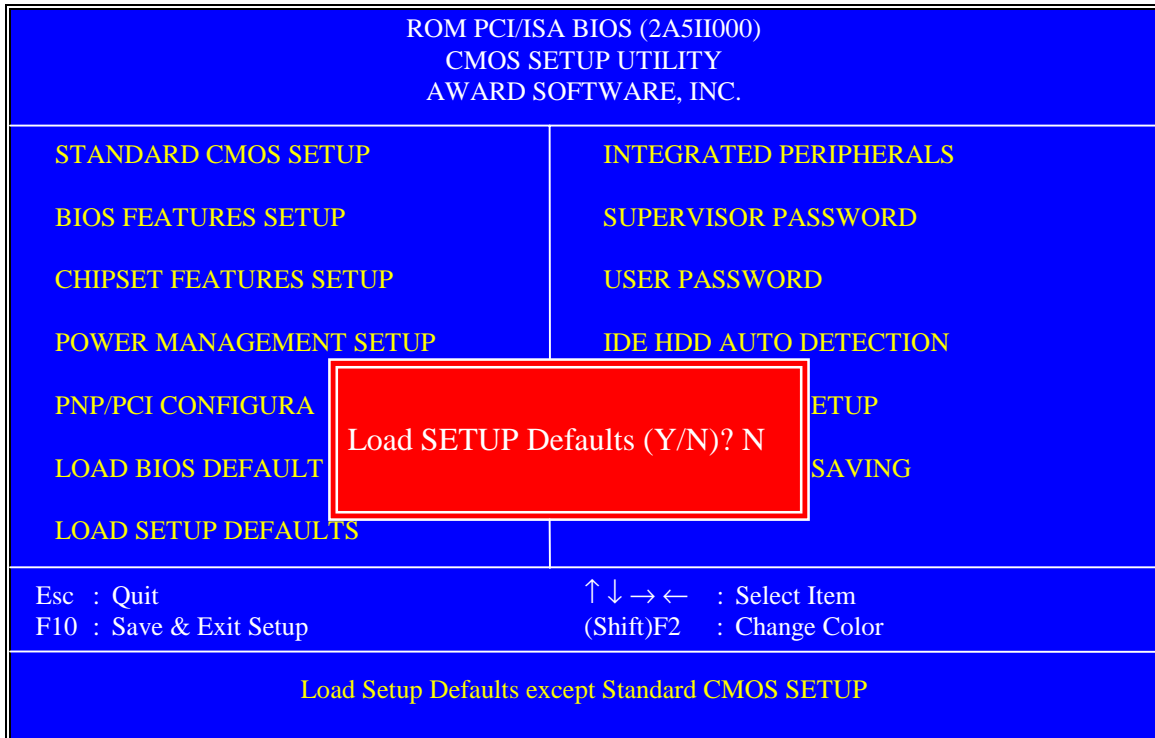 ROM PCI/ISA BIOS (2A5II000)
CMOS SETUP UTILITY
AWARD SOFTWARE, INC.
STANDARD CMOS SETUP
BIOS FEATURES SETUP
CHIPSET FEATURES SETUP
POWER MANAGEMENT SETUP
PNP/PCI CONFIGURA
LOAD BIOS DEFAULT
LOAD SETUP DEFAULTS
INTEGRATED PERIPHERALS
SUPERVISOR PASSWORD
USER PASSWORD
IDE HDD AUTO DETECTION
ETUP
SAVING
Load SETUP Defaults (Y/N)? N
Esc : Quit
F10 : Save & Exit Setup
↑ ↓ → ← : Select Item
(Shift)F2 : Change Color
Load Setup Defaults except Standard CMOS SETUP